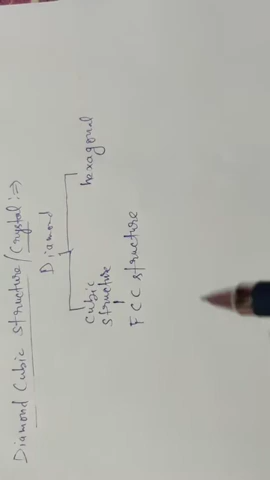 Diamond Cubic structure/Crystal :⇒
Diamond
cubic structure
hexagonal
FCC structure